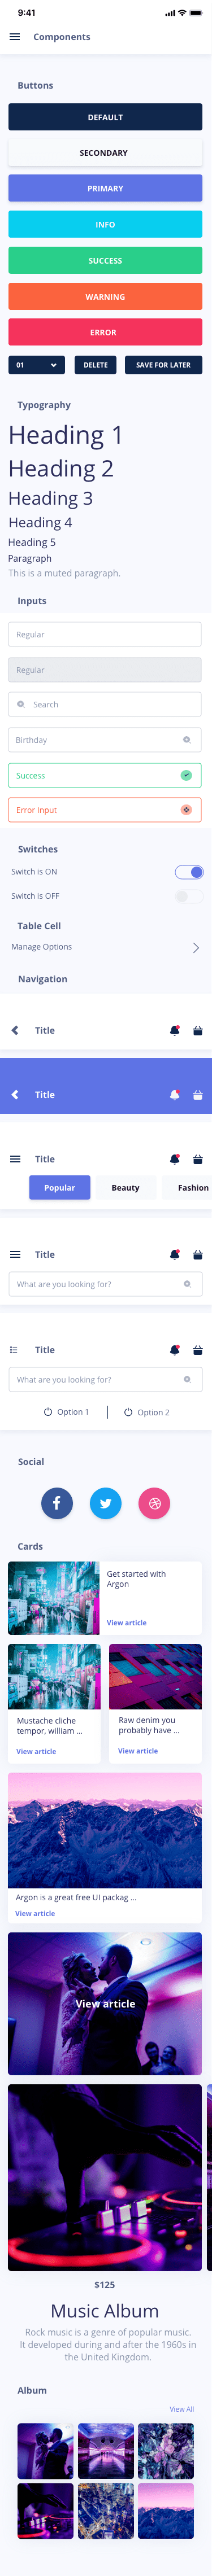 9:41
Components
Buttons
DEFAULT
SECONDARY
PRIMARY
INFO
SUCCESS
WARNING
ERROR
01
DELETE
SAVE FOR LATER
Typography
Heading 1
Heading 2
Heading 3
Heading 4
Heading 5
Paragraph
This is a muted paragraph.
Inputs
Regular
Regular
Search
Birthday
Success
Error Input
Switches
Switch is ON
Switch is OFF
Table Cell
Manage Options
Navigation
Title
Title
Title
Popular
Beauty
Fashion
Title
What are you looking for?
Title
What are you looking for?
Option 1
Option 2
Social
Cards
Get started with
Argon
View article
Mustache cliche
tempor, william ...
View article
Raw denim you
probably have ...
View article
Argon is a great free UI packag ...
View article
View article
$125
Music Album
Rock music is a genre of popular music.
It developed during and after the 1960s in
the United Kingdom.
Album
View All